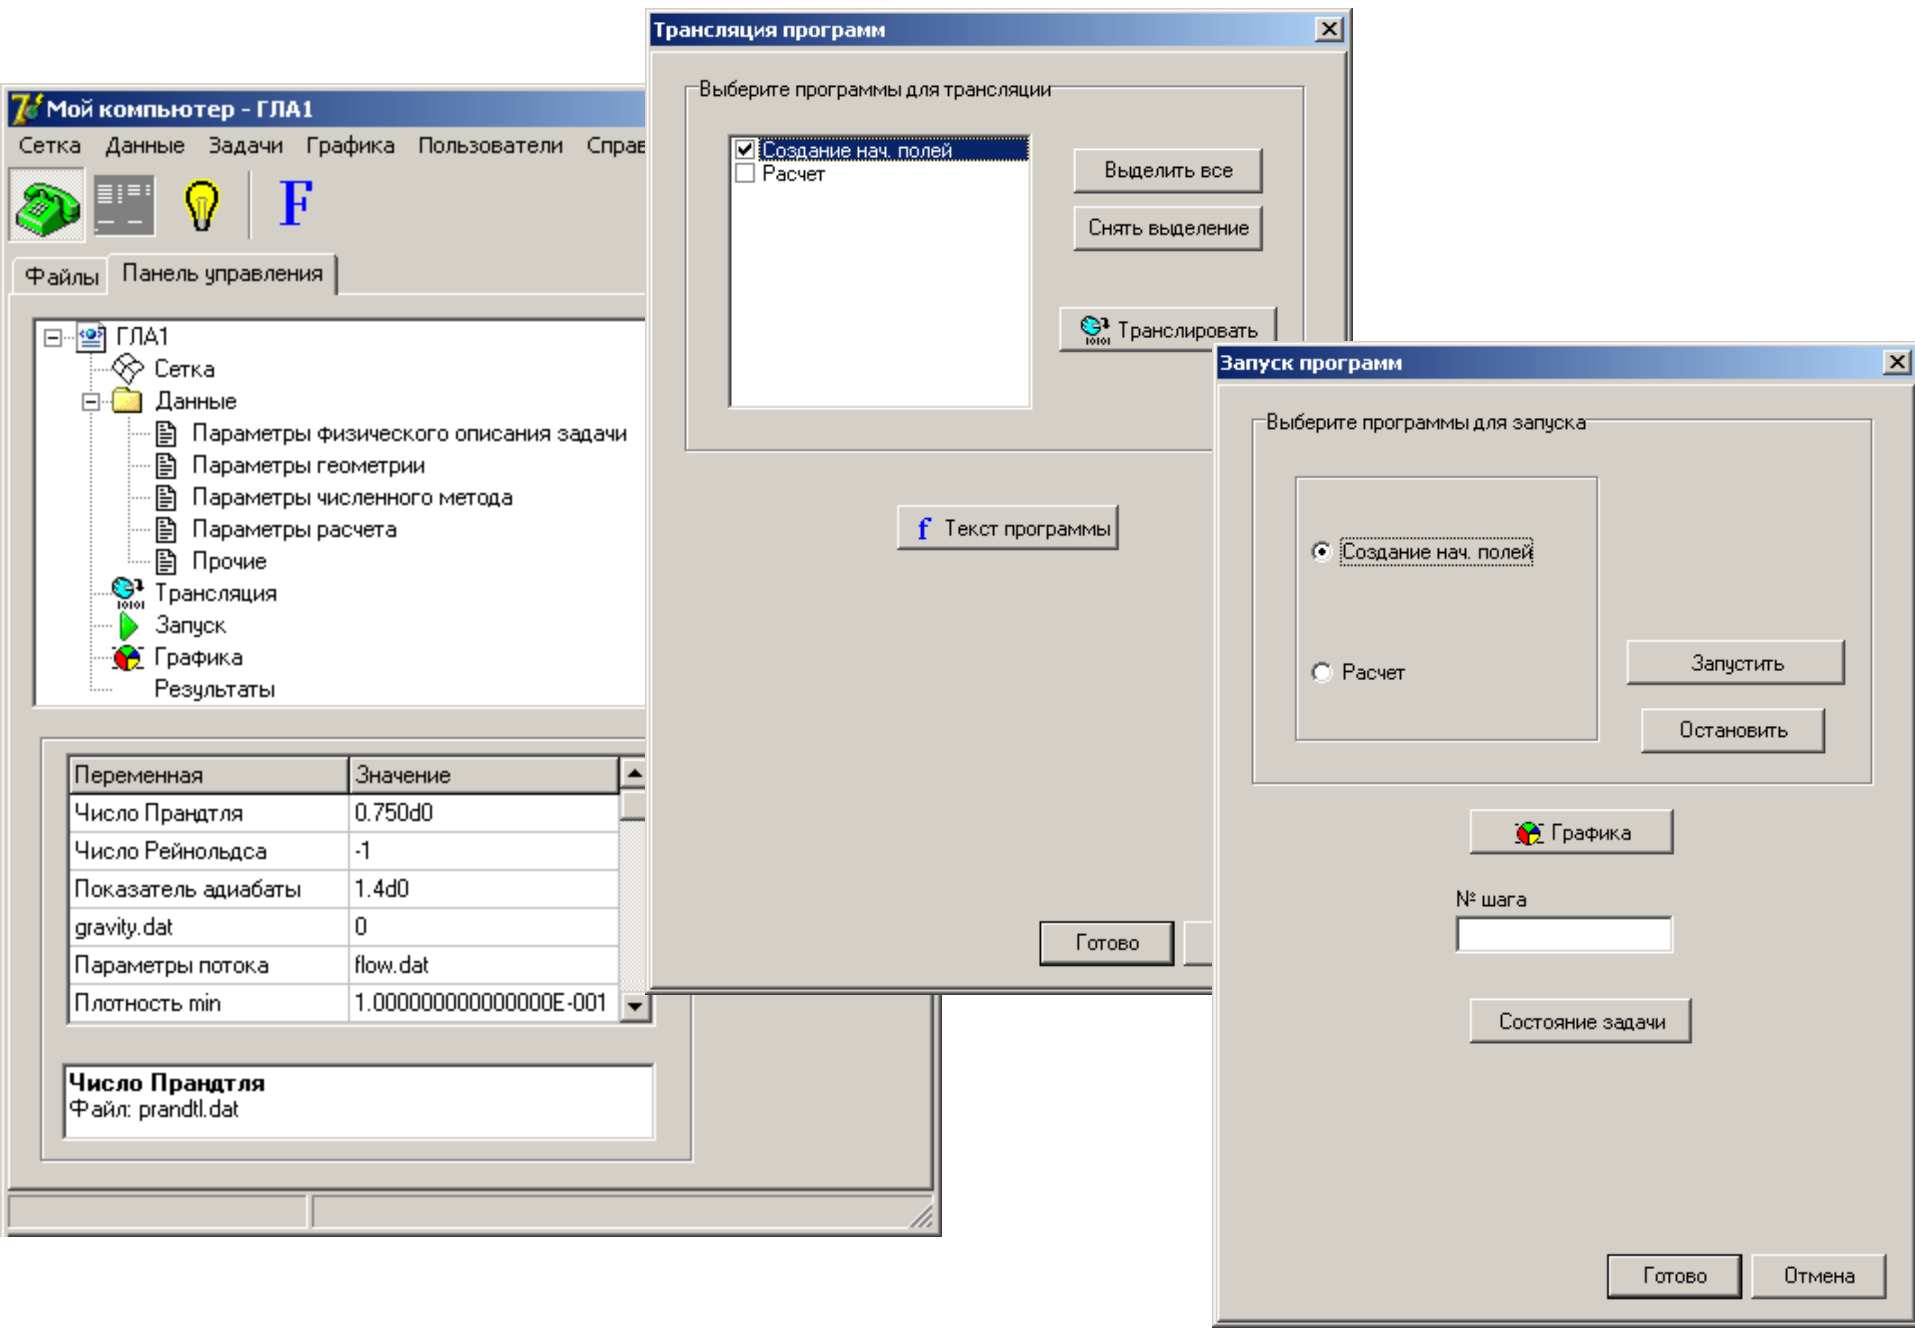 Мой компьютер - ГЛА1
Сетка Данные Задачи Графика Пользователи Справ
F
Файлы Панель управления
ГЛА1
Сетка
Данные
Параметры физического описания задачи
Параметры геометрии
Параметры численного метода
Параметры расчета
Прочие
10101 Трансляция
Запуск
Графика
Результаты
Переменная Значение
Число Прандтля 0.750d0
Число Рейнольдса -1
Показатель адиабаты 1.4d0
gravity.dat 0
Параметры потока flow.dat
Плотность min 1.000000000000000E-001
Число Прандтля
Файл: prandtl.dat
Трансляция программ
Выберите программы для трансляции
Создание нач. полей
Расчет
Выделить все
Снять выделение
10101 Транслировать
f Текст программы
Готово
Запуск программ
Выберите программы для запуска
Создание нач. полей
Расчет
Запустить
Остановить
Графика
№ шага
Состояние задачи
Готово Отмена